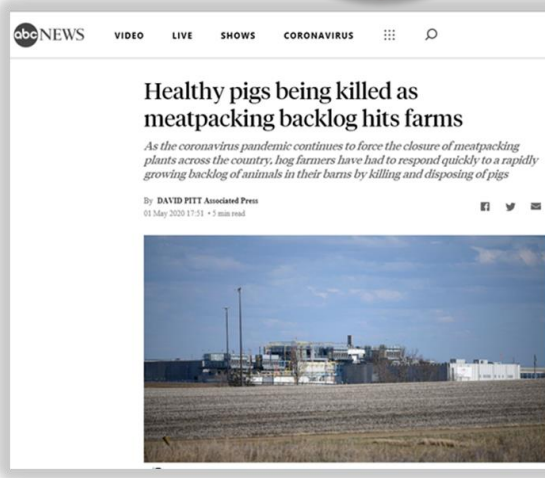 abc NEWS VIDEO LIVE SHOWS CORONAVIRUS
Healthy pigs being killed as
meatpacking backlog hits farms
As the coronavirus pandemic continues to force the closure of meatpacking
plants across the country, hog farmers have had to respond quickly to a rapidly
growing backlog of animals in their barns by killing and disposing of pigs
By DAVID PITT Associated Press
01 May 2020 17:51 • 5 min read